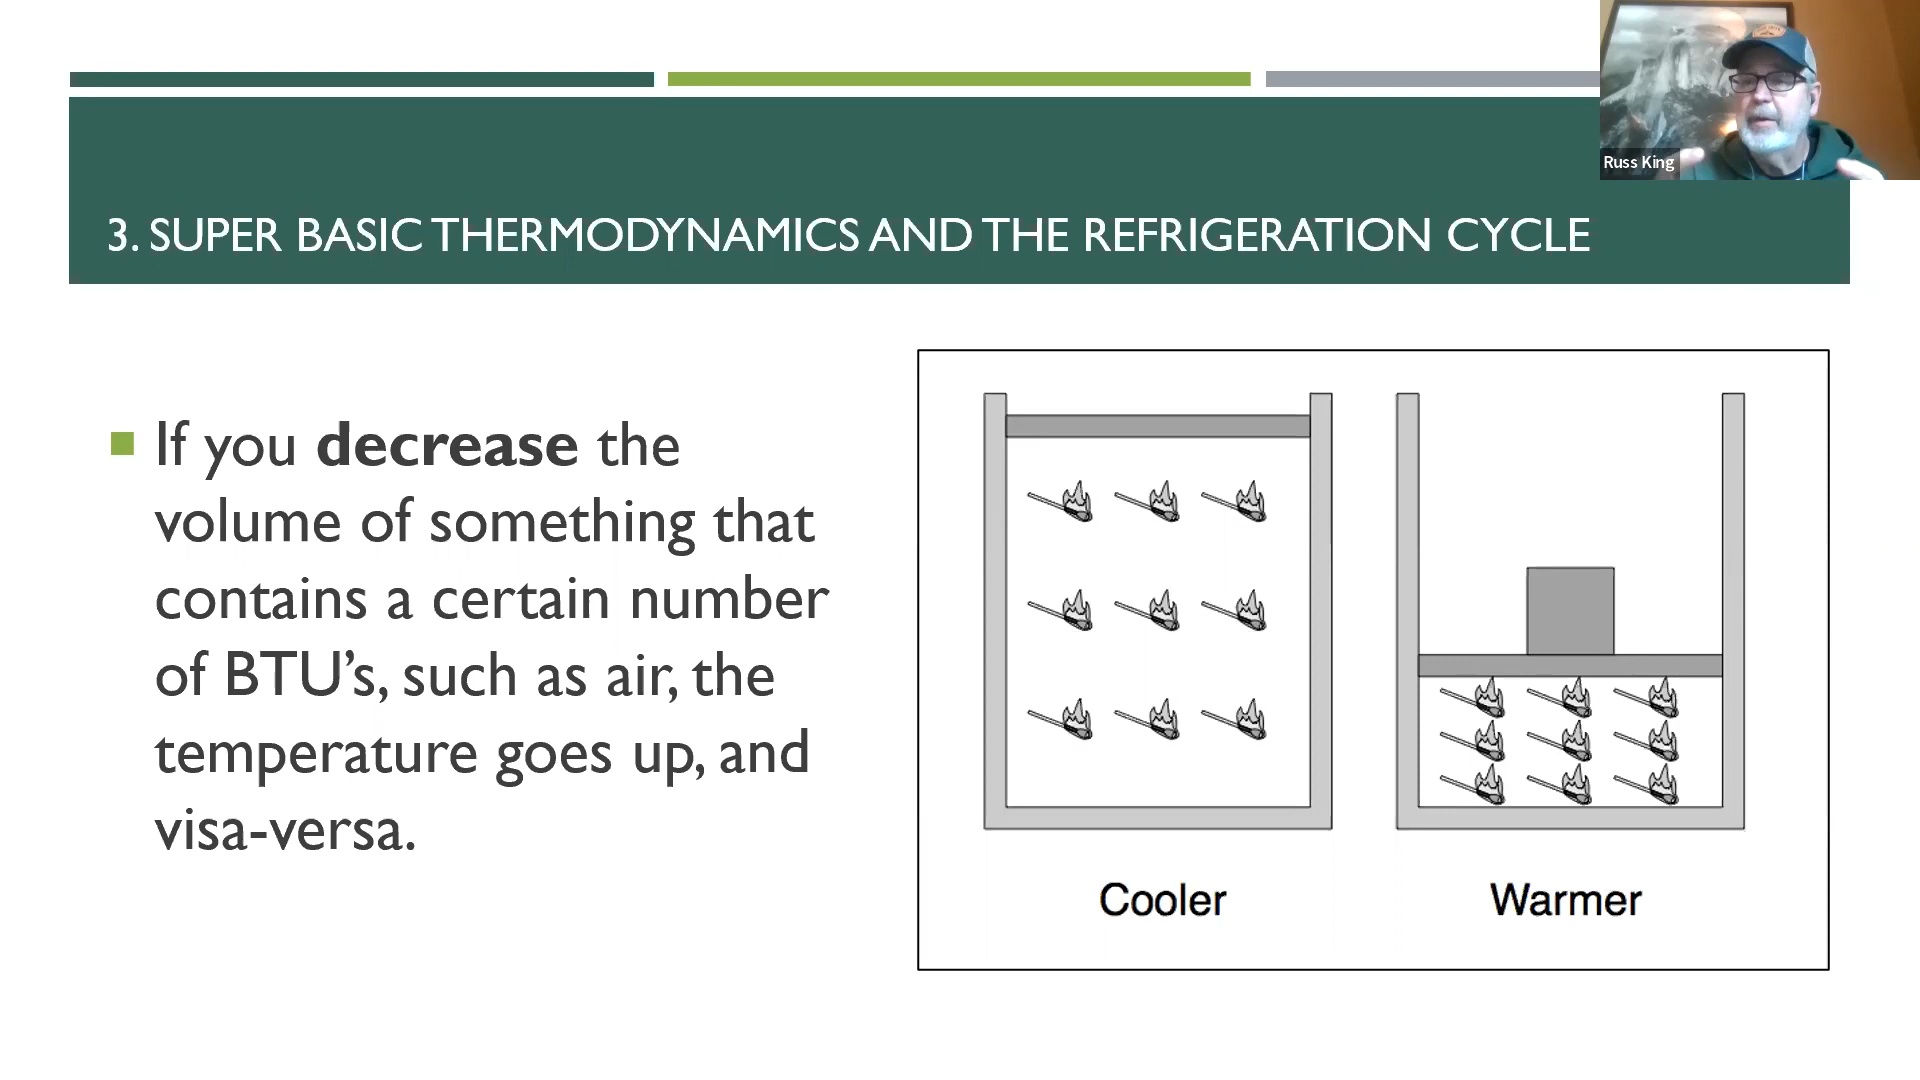 Russ King
3. SUPER BASIC THERMODYNAMICS AND THE REFRIGERATION CYCLE
If you decrease the
volume of something that
contains a certain number
of BTU’s, such as air, the
temperature goes up, and
visa-versa.
Cooler
Warmer